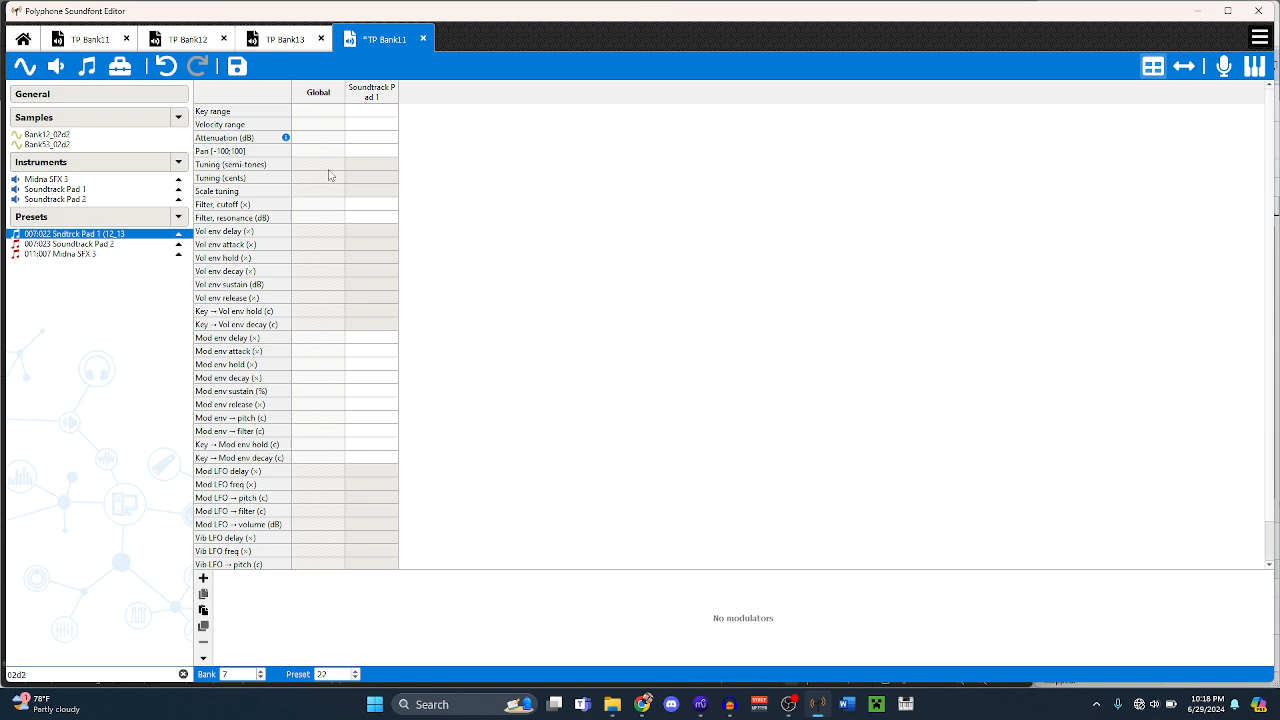 Polyphone Soundfont Editor
TP Bank11 × TP Bank12 × TP Bank13 × *TP Bank11 ×
General
Samples
Bank12_02d2
Bank53_02d2
Instruments
Midna SFX 3
Soundtrack Pad 1
Soundtrack Pad 2
Presets
007:022 Sndtrck Pad 1 (12_13
007:023 Soundtrack Pad 2
011:007 Midna SFX 3
02d2
Global
Soundtrack P
ad 1
Key range
Velocity range
Attenuation (dB)
Pan [-100;100]
Tuning (semi-tones)
Tuning (cents)
Scale tuning
Filter, cutoff (×)
Filter, resonance (dB)
Vol env delay (×)
Vol env attack (×)
Vol env hold (×)
Vol env decay (×)
Vol env sustain (dB)
Vol env release (×)
Key → Vol env hold (c)
Key → Vol env decay (c)
Mod env delay (×)
Mod env attack (×)
Mod env hold (×)
Mod env decay (×)
Mod env sustain (%)
Mod env release (×)
Mod env → pitch (c)
Mod env → filter (c)
Key → Mod env hold (c)
Key → Mod env decay (c)
Mod LFO delay (×)
Mod LFO freq (×)
Mod LFO → pitch (c)
Mod LFO → filter (c)
Mod LFO → volume (dB)
Vib LFO delay (×)
Vib LFO freq (×)
Vib LFO → pitch (c)
No modulators
Bank 7 Preset 22
78°F
Partly cloudy
Search
10:18 PM
6/29/2024